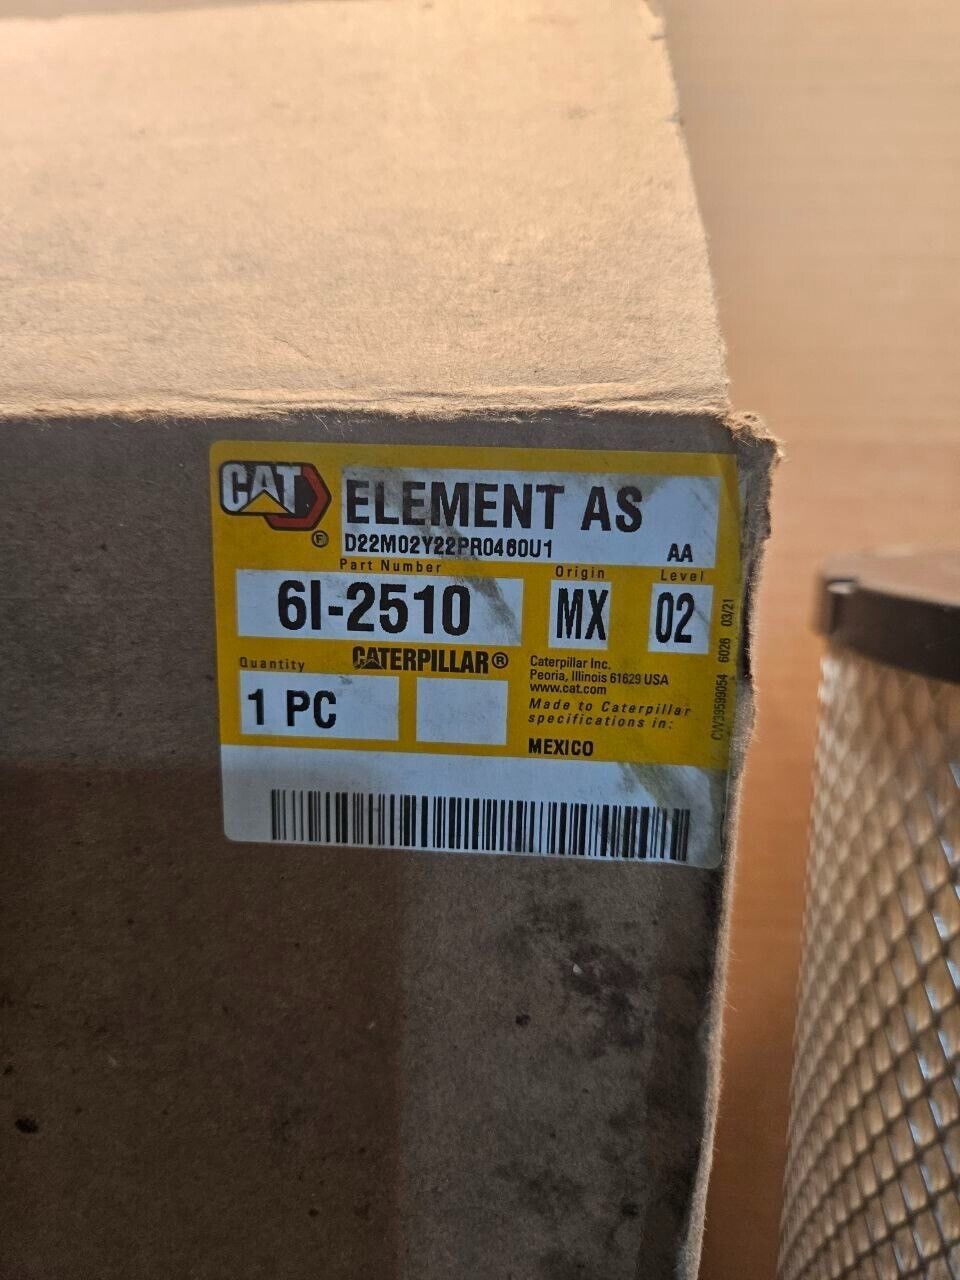 CAT
ELEMENT AS
D22M02Y22PR0460U1 AA
Part Number Origin Level
6I-2510 MX 02
Quantity CATERPILLAR®
1 PC
Caterpillar Inc.
Peoria, Illinois 61629 USA
www.cat.com
Made to Caterpillar
specifications in:
MEXICO
CW39599054 6026 03/21